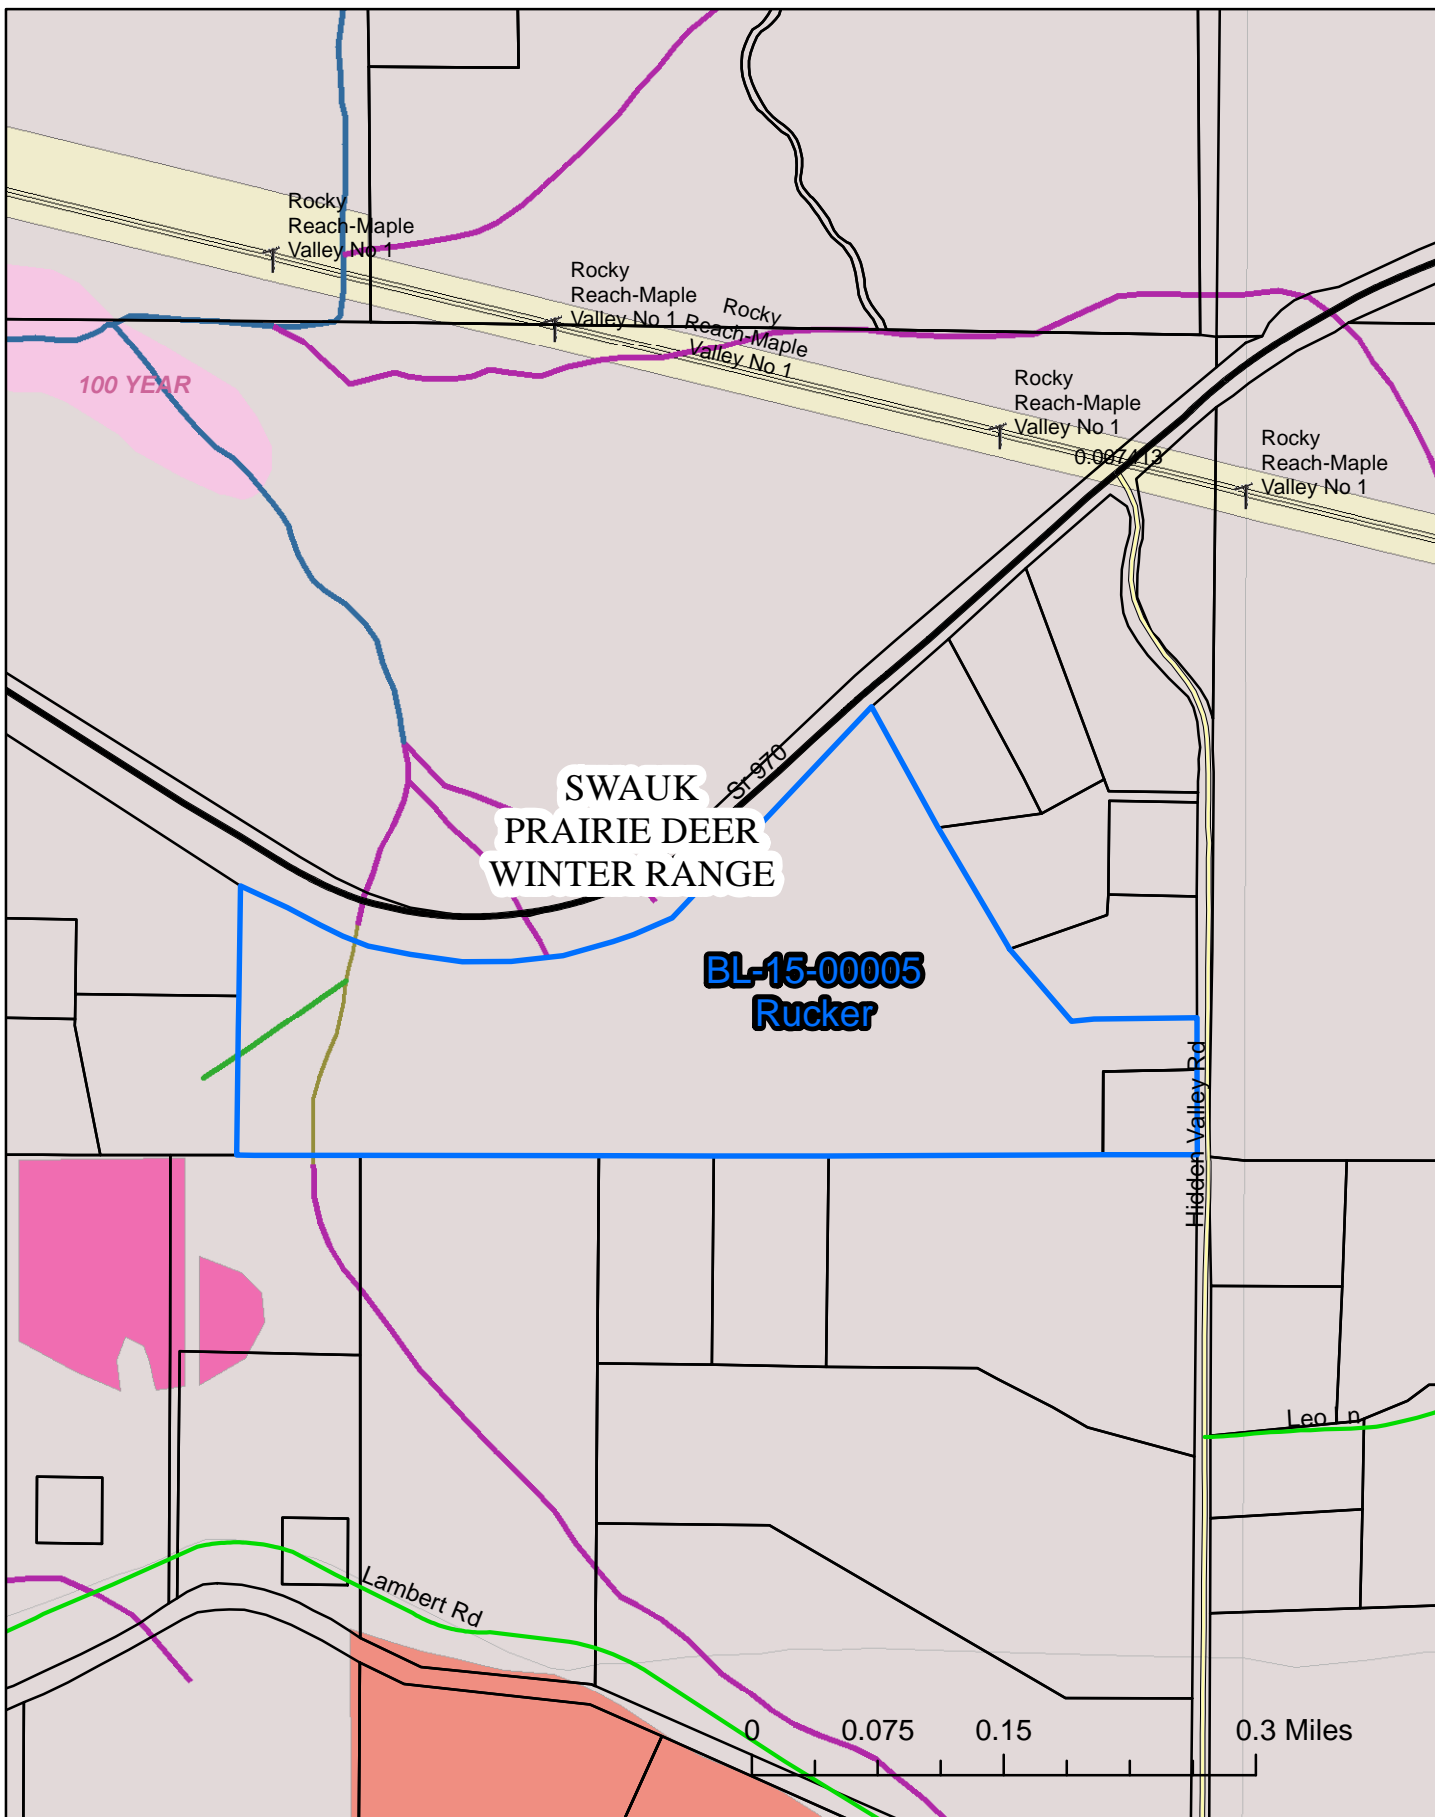 Rocky
Reach-Maple
Valley No 1
Rocky
Reach-Maple
Valley No 1
Rocky
Reach-Maple
Valley No 1
Rocky
Reach-Maple
Valley No 1
Rocky
Reach-Maple
Valley No 1
100 YEAR
0.097413
Sr 970
SWAUK
PRAIRIE DEER
WINTER RANGE
BL-15-00005
Rucker
Hidden Valley Rd
Leo Ln
Lambert Rd
0 0.075 0.15 0.3 Miles